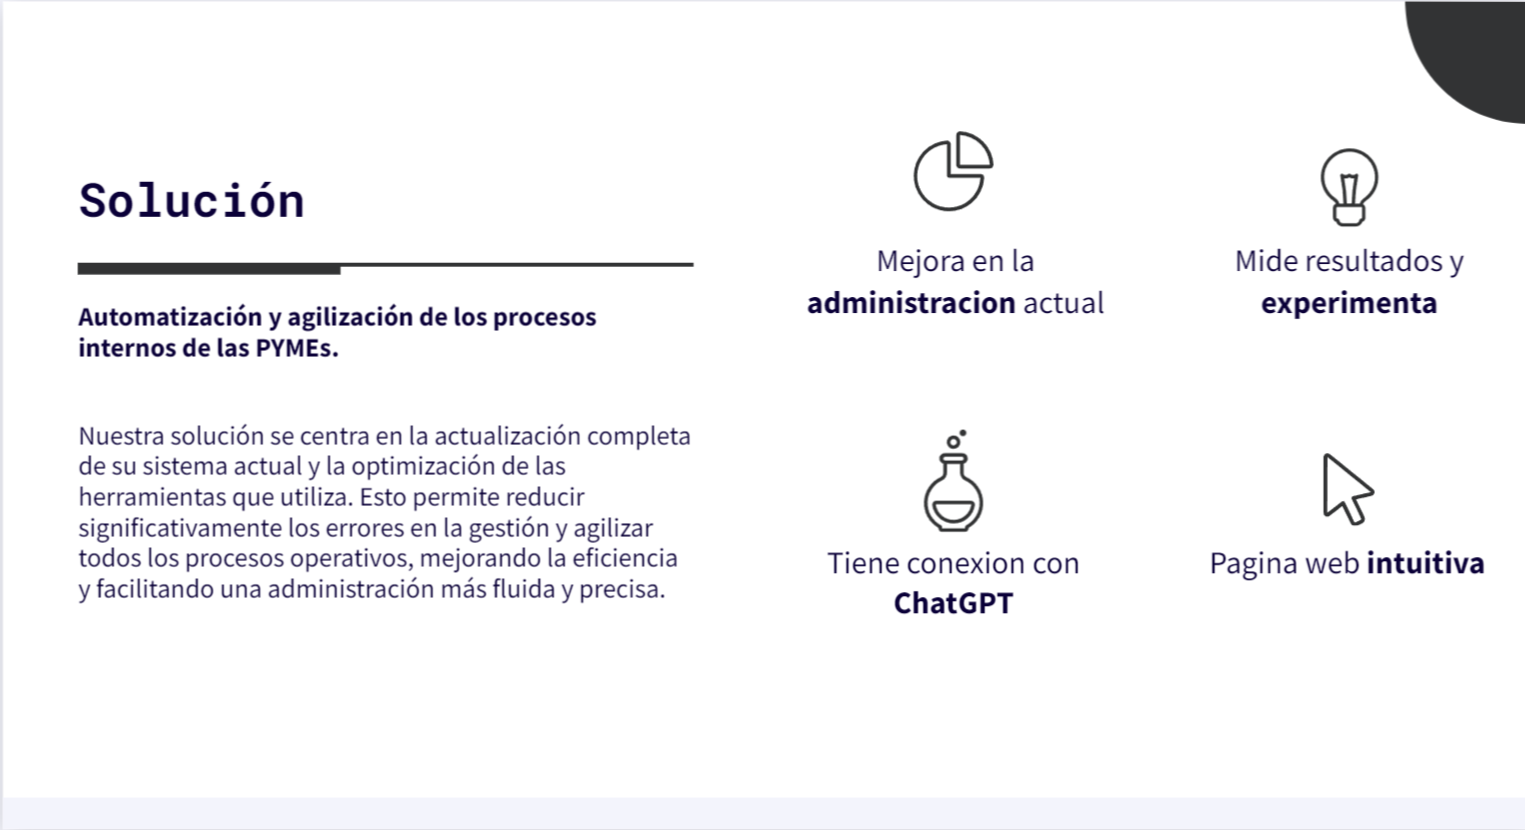 Solución
Automatización y agilización de los procesos
internos de las PYMEs.
Nuestra solución se centra en la actualización completa
de su sistema actual y la optimización de las
herramientas que utiliza. Esto permite reducir
significativamente los errores en la gestión y agilizar
todos los procesos operativos, mejorando la eficiencia
y facilitando una administración más fluida y precisa.
Mejora en la
administracion actual
Mide resultados y
experimenta
Tiene conexion con
ChatGPT
Pagina web intuitiva